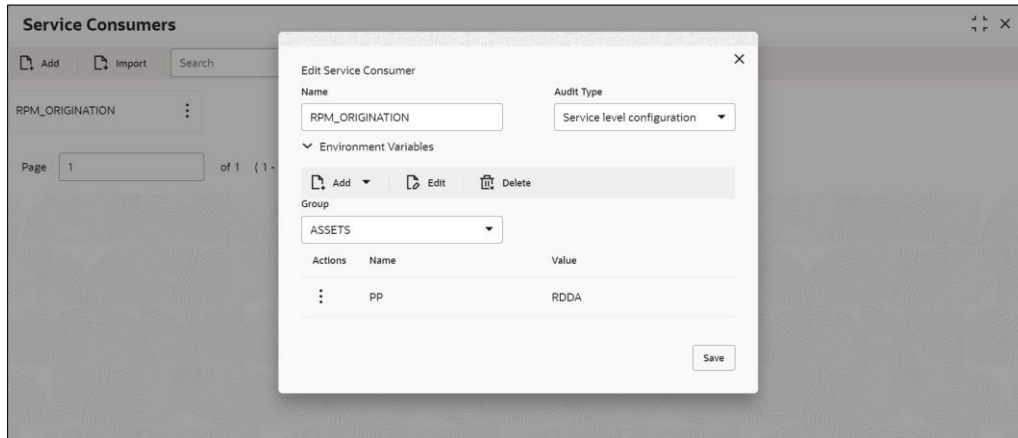 Service Consumers
Add Import Search
RPM_ORIGINATION
Page 1 of 1 (1-
Edit Service Consumer
Name Audit Type
RPM_ORIGINATION Service level configuration
Environment Variables
Add Edit Delete
Group
ASSETS
Actions Name Value
PP RDDA
Save